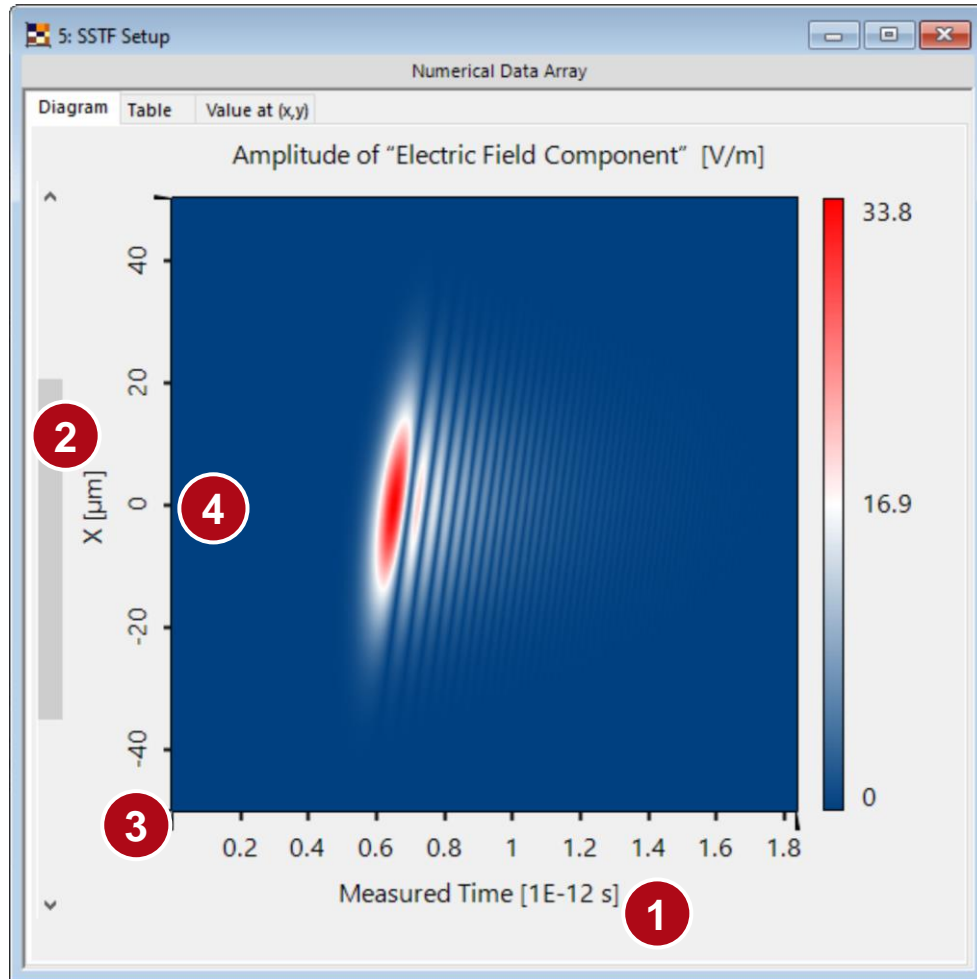 5: SSTF Setup
Numerical Data Array
Diagram Table Value at (x,y)
Amplitude of “Electric Field Component” [V/m]
33.8
16.9
0
X [µm]
40
20
0
-20
-40
0.2 0.4 0.6 0.8 1 1.2 1.4 1.6 1.8
Measured Time [1E-12 s]
2
4
3
1